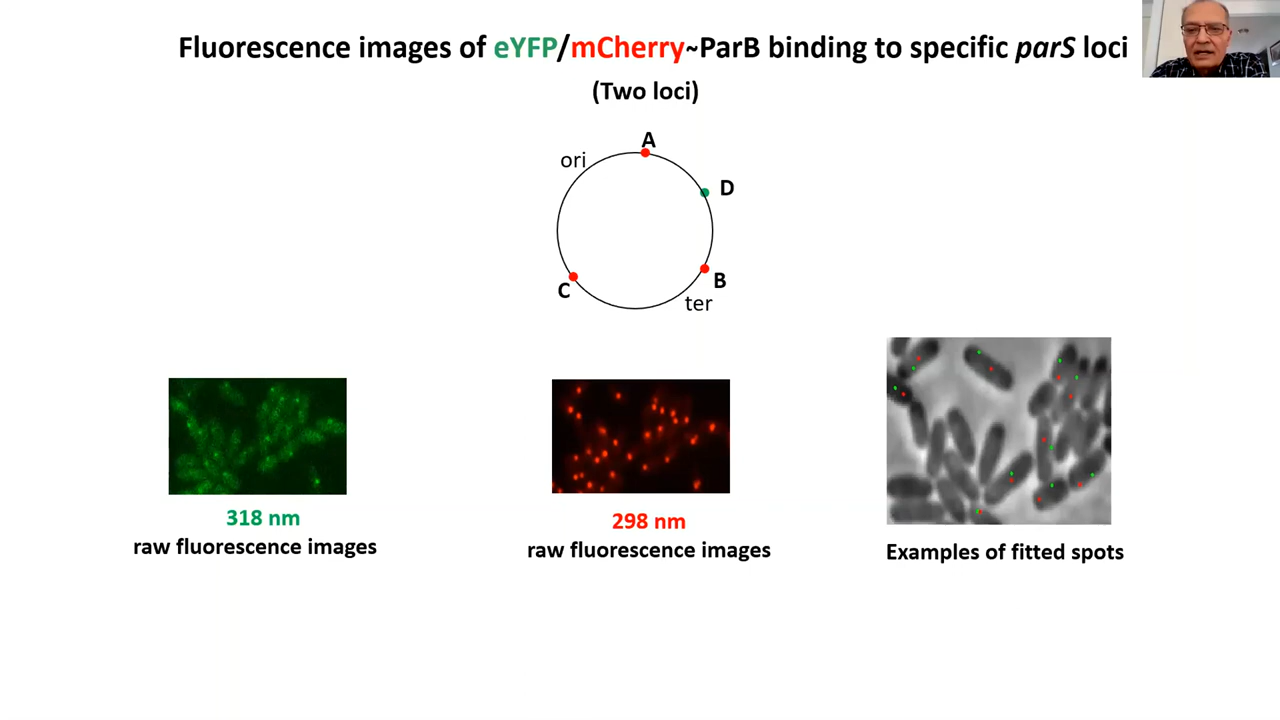 Fluorescence images of eYFP/mCherry~ParB binding to specific parS loci
(Two loci)
A
ori
D
B
C
ter
318 nm
raw fluorescence images
298 nm
raw fluorescence images
Examples of fitted spots